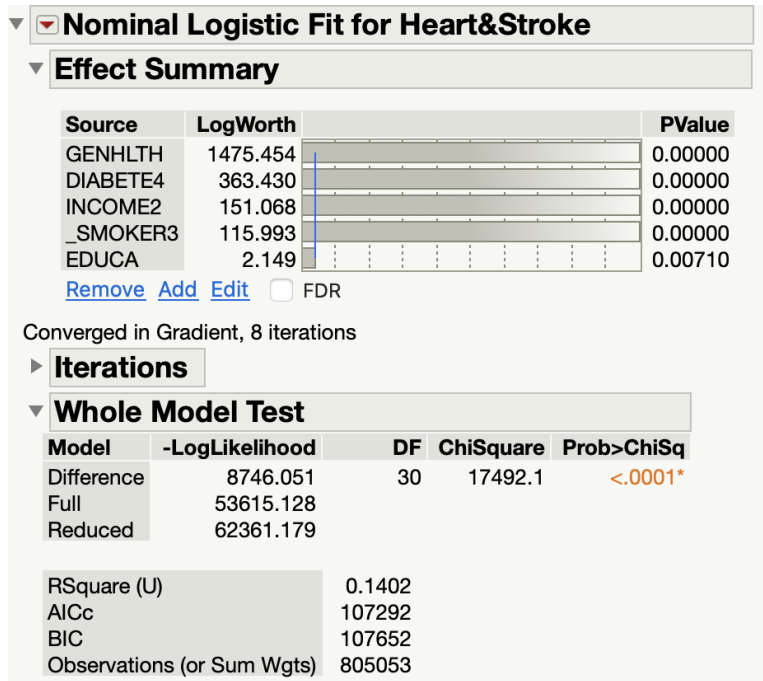 Nominal Logistic Fit for Heart&Stroke
Effect Summary
Source LogWorth PValue
GENHLTH 1475.454 0.00000
DIABETE4 363.430 0.00000
INCOME2 151.068 0.00000
_SMOKER3 115.993 0.00000
EDUCA 2.149 0.00710
Remove Add Edit FDR
Converged in Gradient, 8 iterations
Iterations
Whole Model Test
Model -LogLikelihood DF ChiSquare Prob>ChiSq
Difference 8746.051 30 17492.1 <.0001*
Full 53615.128
Reduced 62361.179
RSquare (U) 0.1402
AICc 107292
BIC 107652
Observations (or Sum Wgts) 805053